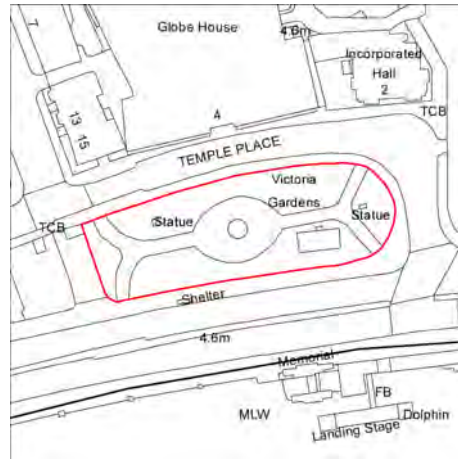 Globe House
4.6m
Incorporated
Hall
2
TCB
13
15
4
TEMPLE PLACE
Victoria
Gardens
TCB
Statue
Statue
Shelter
4.6m
Memorial
FB
MLW
Dolphin
Landing Stage